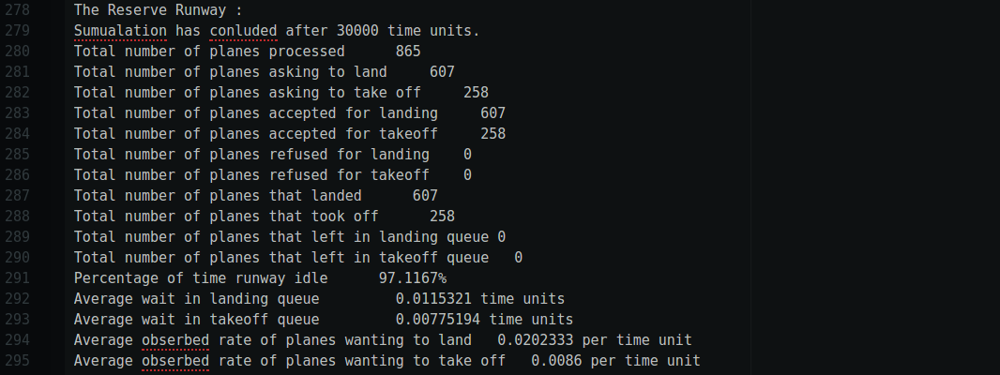 278 The Reserve Runway :
279 Sumualation has conluded after 30000 time units.
280 Total number of planes processed      865
281 Total number of planes asking to land     607
282 Total number of planes asking to take off     258
283 Total number of planes accepted for landing     607
284 Total number of planes accepted for takeoff     258
285 Total number of planes refused for landing    0
286 Total number of planes refused for takeoff    0
287 Total number of planes that landed      607
288 Total number of planes that took off      258
289 Total number of planes that left in landing queue 0
290 Total number of planes that left in takeoff queue   0
291 Percentage of time runway idle      97.1167%
292 Average wait in landing queue         0.0115321 time units
293 Average wait in takeoff queue         0.00775194 time units
294 Average obserbed rate of planes wanting to land   0.0202333 per time unit
295 Average obserbed rate of planes wanting to take off   0.0086 per time unit